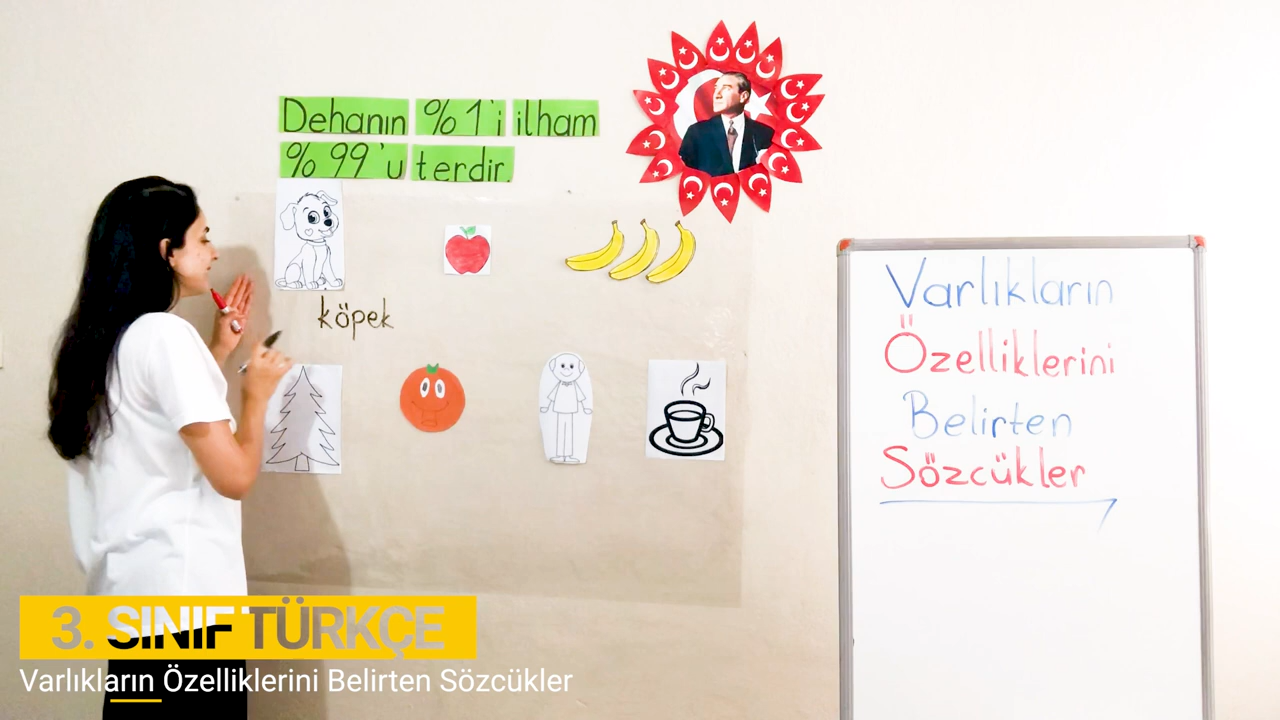 Dehanın %1'i ilham
%99'u terdir.
köpek
Varlıkların
Özelliklerini
Belirten
Sözcükler
3. SINIF TÜRKÇE
Varlıkların Özelliklerini Belirten Sözcükler